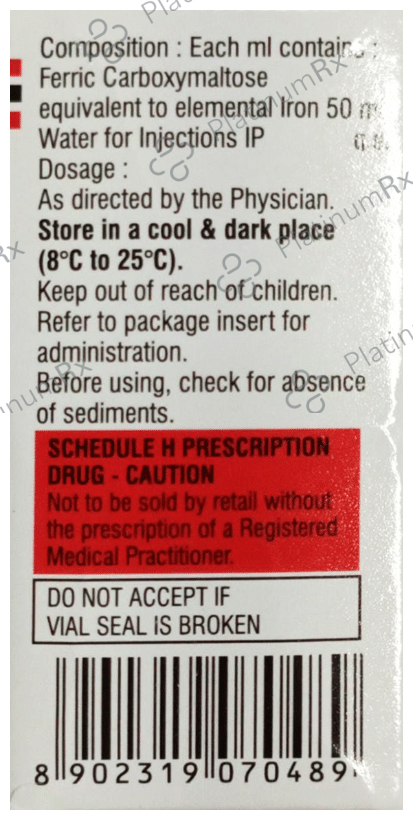 Composition : Each ml contains :
Ferric Carboxymaltose
equivalent to elemental Iron 50
Water for Injections IP
Dosage :
As directed by the Physician.
Store in a cool & dark place
(8°C to 25°C).
Keep out of reach of children.
Refer to package insert for
administration.
Before using, check for absence
of sediments.
SCHEDULE H PRESCRIPTION
DRUG - CAUTION
Not to be sold by retail without
the prescription of a Registered
Medical Practitioner.
DO NOT ACCEPT IF
VIAL SEAL IS BROKEN
8 902319 070489
PlatinumRx